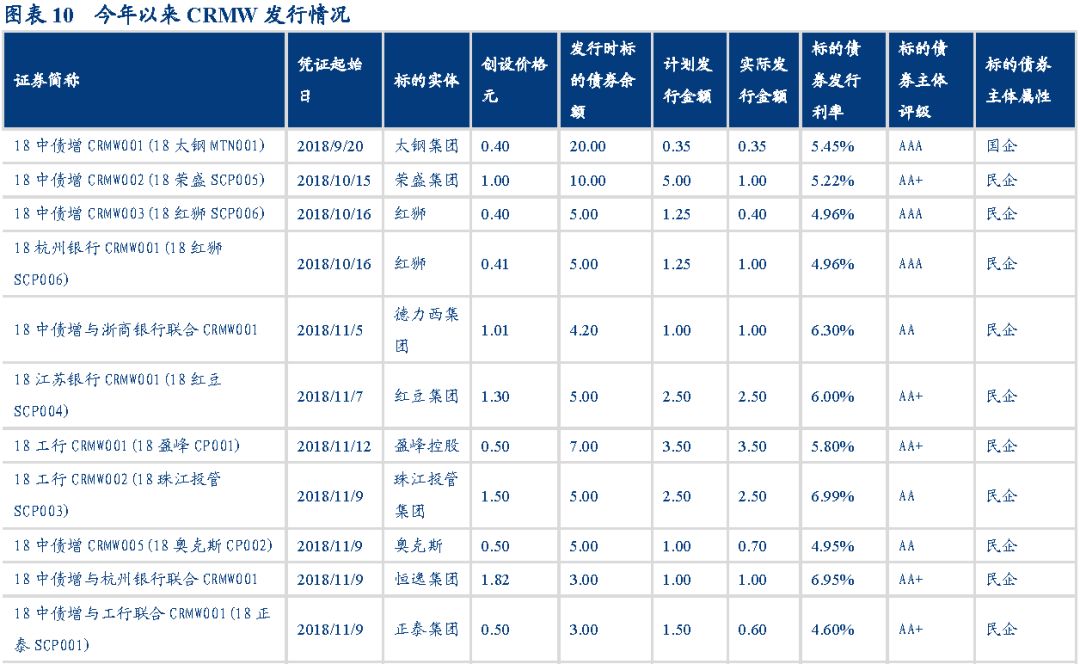 图表 10 今年以来 CRMW 发行情况
证券简称 凭证起始日 标的实体 创设价格元 发行时标的债券余额 计划发行金额 实际发行金额 标的债券发行利率 标的债券主体评级 标的债券主体属性
18 中债增 CRMW001 (18 太钢 MTN001) 2018/9/20 太钢集团 0.40 20.00 0.35 0.35 5.45% AAA 国企
18 中债增 CRMW002 (18 荣盛 SCP005) 2018/10/15 荣盛集团 1.00 10.00 5.00 1.00 5.22% AA+ 民企
18 中债增 CRMW003 (18 红狮 SCP006) 2018/10/16 红狮 0.40 5.00 1.25 0.40 4.96% AAA 民企
18 杭州银行 CRMW001 (18 红狮 SCP006) 2018/10/16 红狮 0.41 5.00 1.25 1.00 4.96% AAA 民企
18 中债增与浙商银行联合 CRMW001 2018/11/5 德力西集团 1.01 4.20 1.00 1.00 6.30% AA 民企
18 江苏银行 CRMW001 (18 红豆 SCP004) 2018/11/7 红豆集团 1.30 5.00 2.50 2.50 6.00% AA+ 民企
18 工行 CRMW001 (18 盈峰 CP001) 2018/11/12 盈峰控股 0.50 7.00 3.50 3.50 5.80% AA+ 民企
18 工行 CRMW002 (18 珠江投管 SCP003) 2018/11/9 珠江投管集团 1.50 5.00 2.50 2.50 6.99% AA 民企
18 中债增 CRMW005 (18 奥克斯 CP002) 2018/11/9 奥克斯 0.50 5.00 1.00 0.70 4.95% AA 民企
18 中债增与杭州银行联合 CRMW001 2018/11/9 恒逸集团 1.82 3.00 1.00 1.00 6.95% AA+ 民企
18 中债增与工行联合 CRMW001 (18 正泰 SCP001) 2018/11/9 正泰集团 0.50 3.00 1.50 0.60 4.60% AA+ 民企